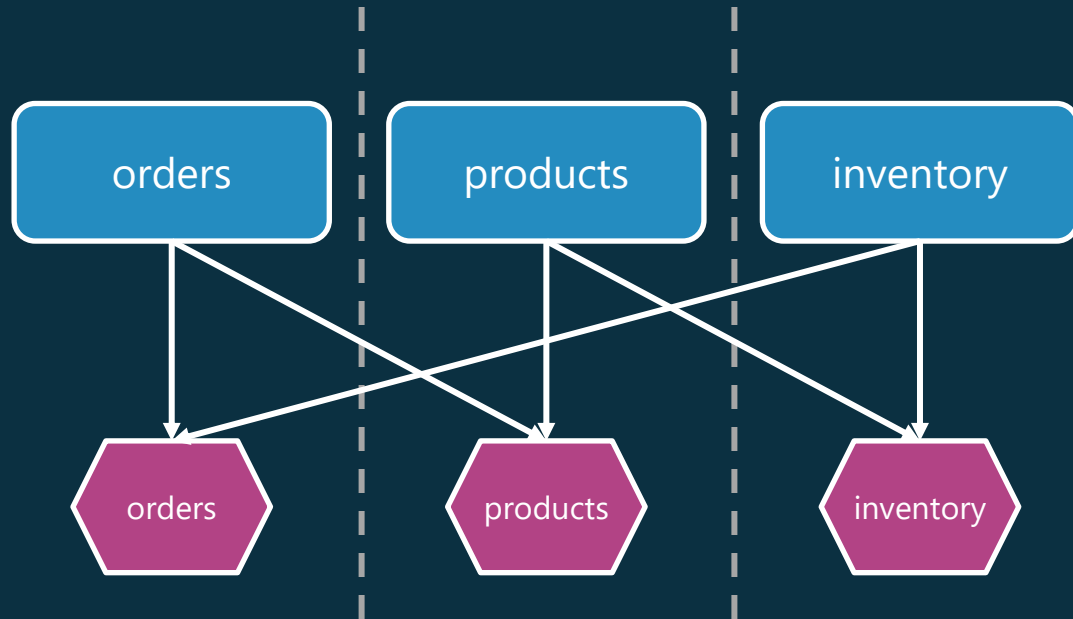 orders
products
inventory
orders
products
inventory